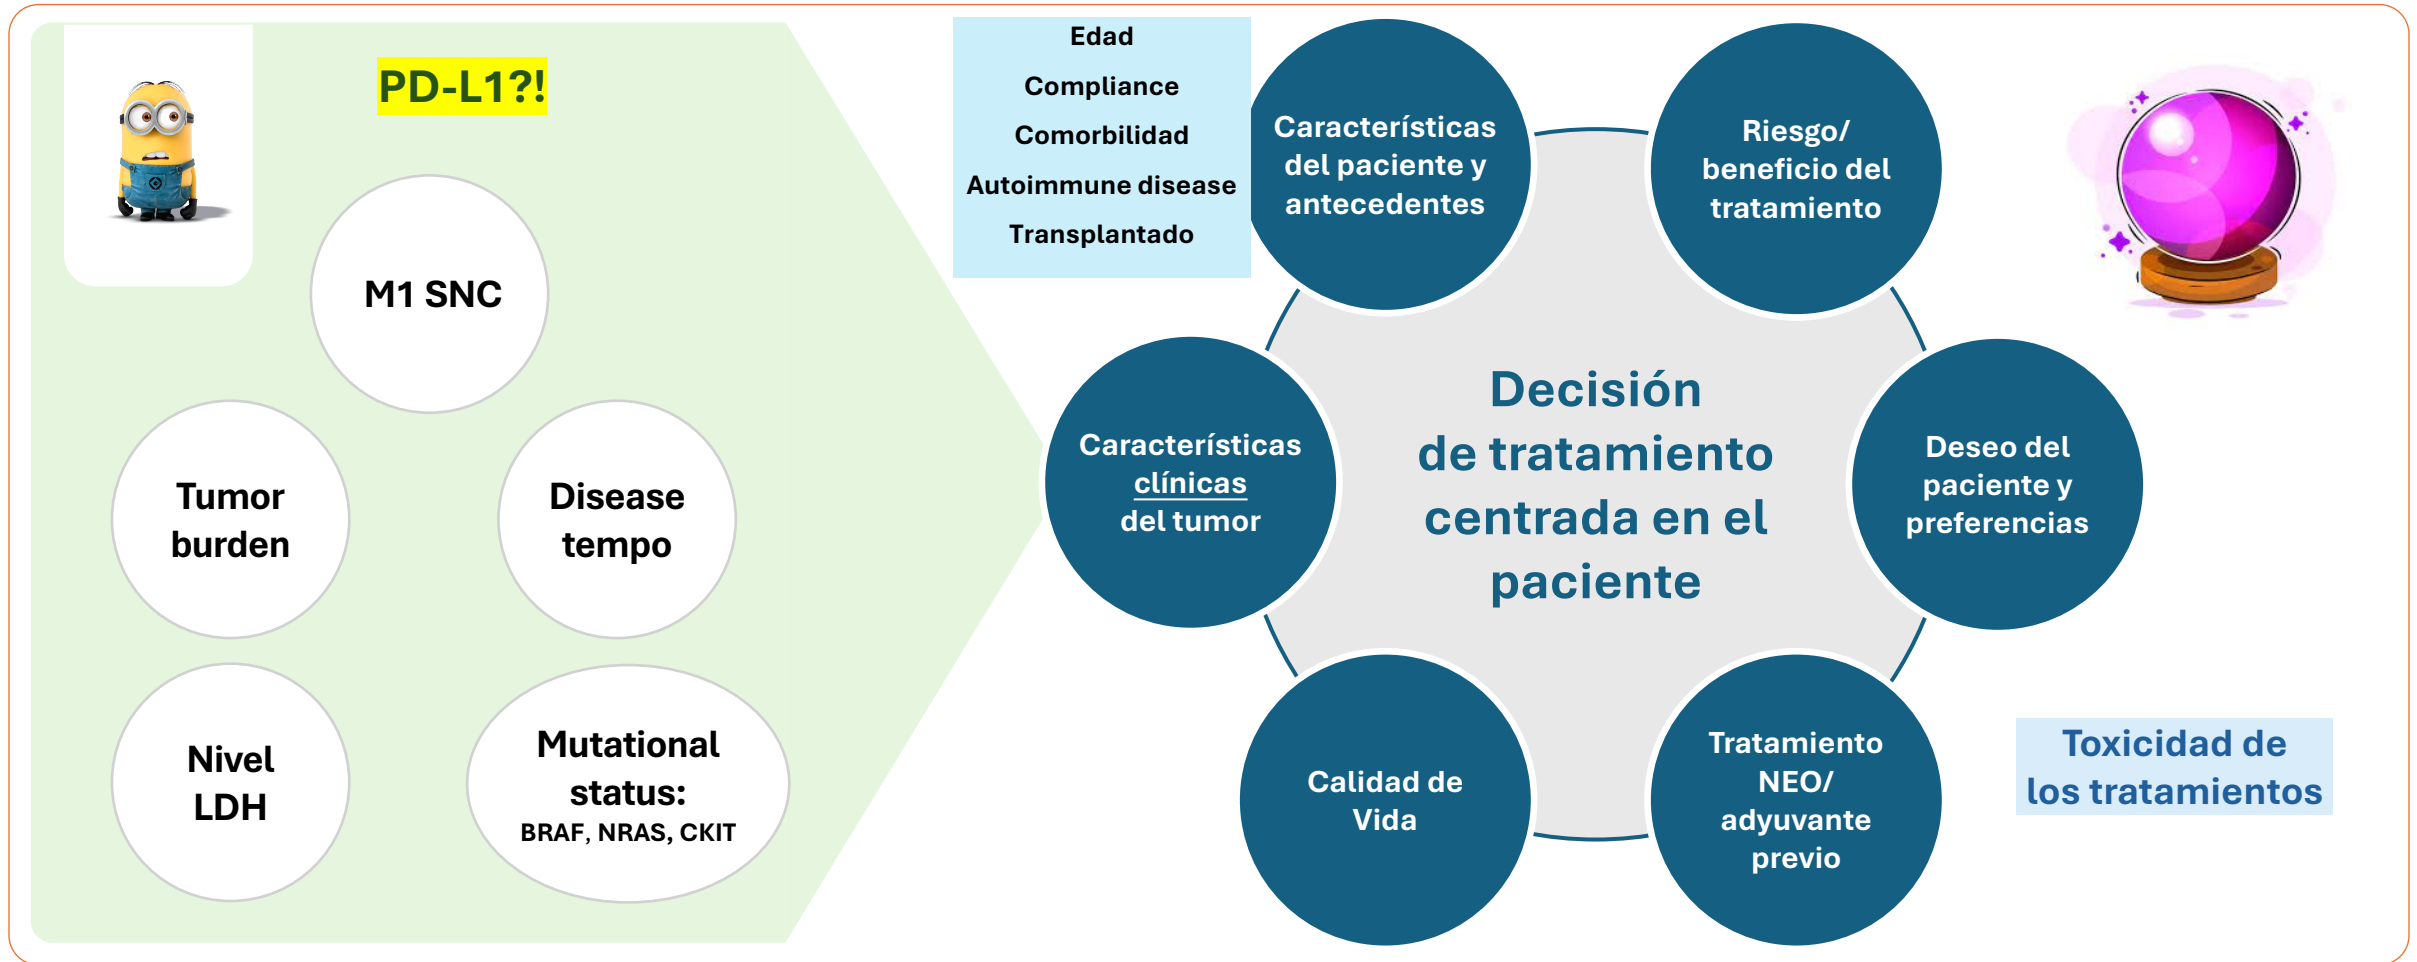 PD-L1?!
M1 SNC
Tumor
burden
Disease
tempo
Nivel
LDH
Mutational
status:
BRAF, NRAS, CKIT
Edad
Compliance
Comorbilidad
Autoimmune disease
Transplantado
Características
del paciente y
antecedentes
Riesgo/
beneficio del
tratamiento
Características
clínicas
del tumor
Decisión
de tratamiento
centrada en el
paciente
Deseo del
paciente y
preferencias
Calidad de
Vida
Tratamiento
NEO/
adyuvante
previo
Toxicidad de
los tratamientos